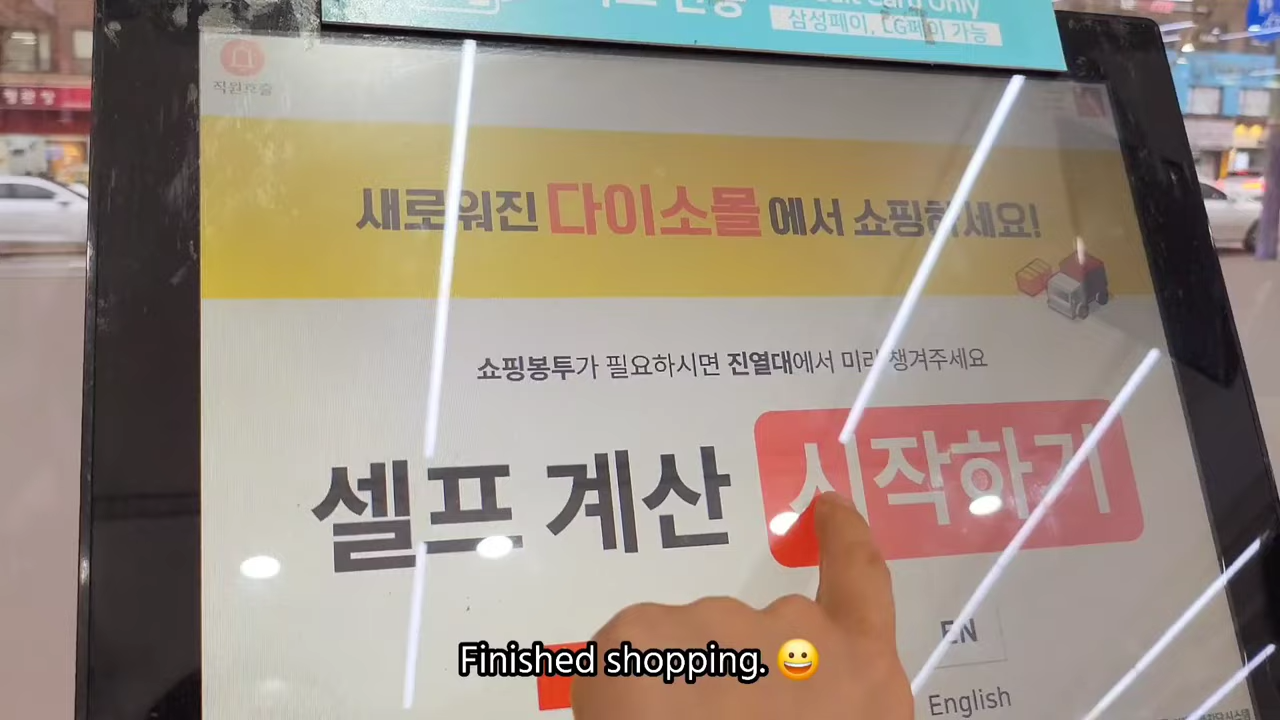 Credit Card Only
삼성페이, LG페이 가능
직원호출
새로워진 다이소몰에서 쇼핑하세요!
쇼핑봉투가 필요하시면 진열대에서 미리 챙겨주세요
셀프 계산 시작하기
EN
English
Finished shopping. 😀